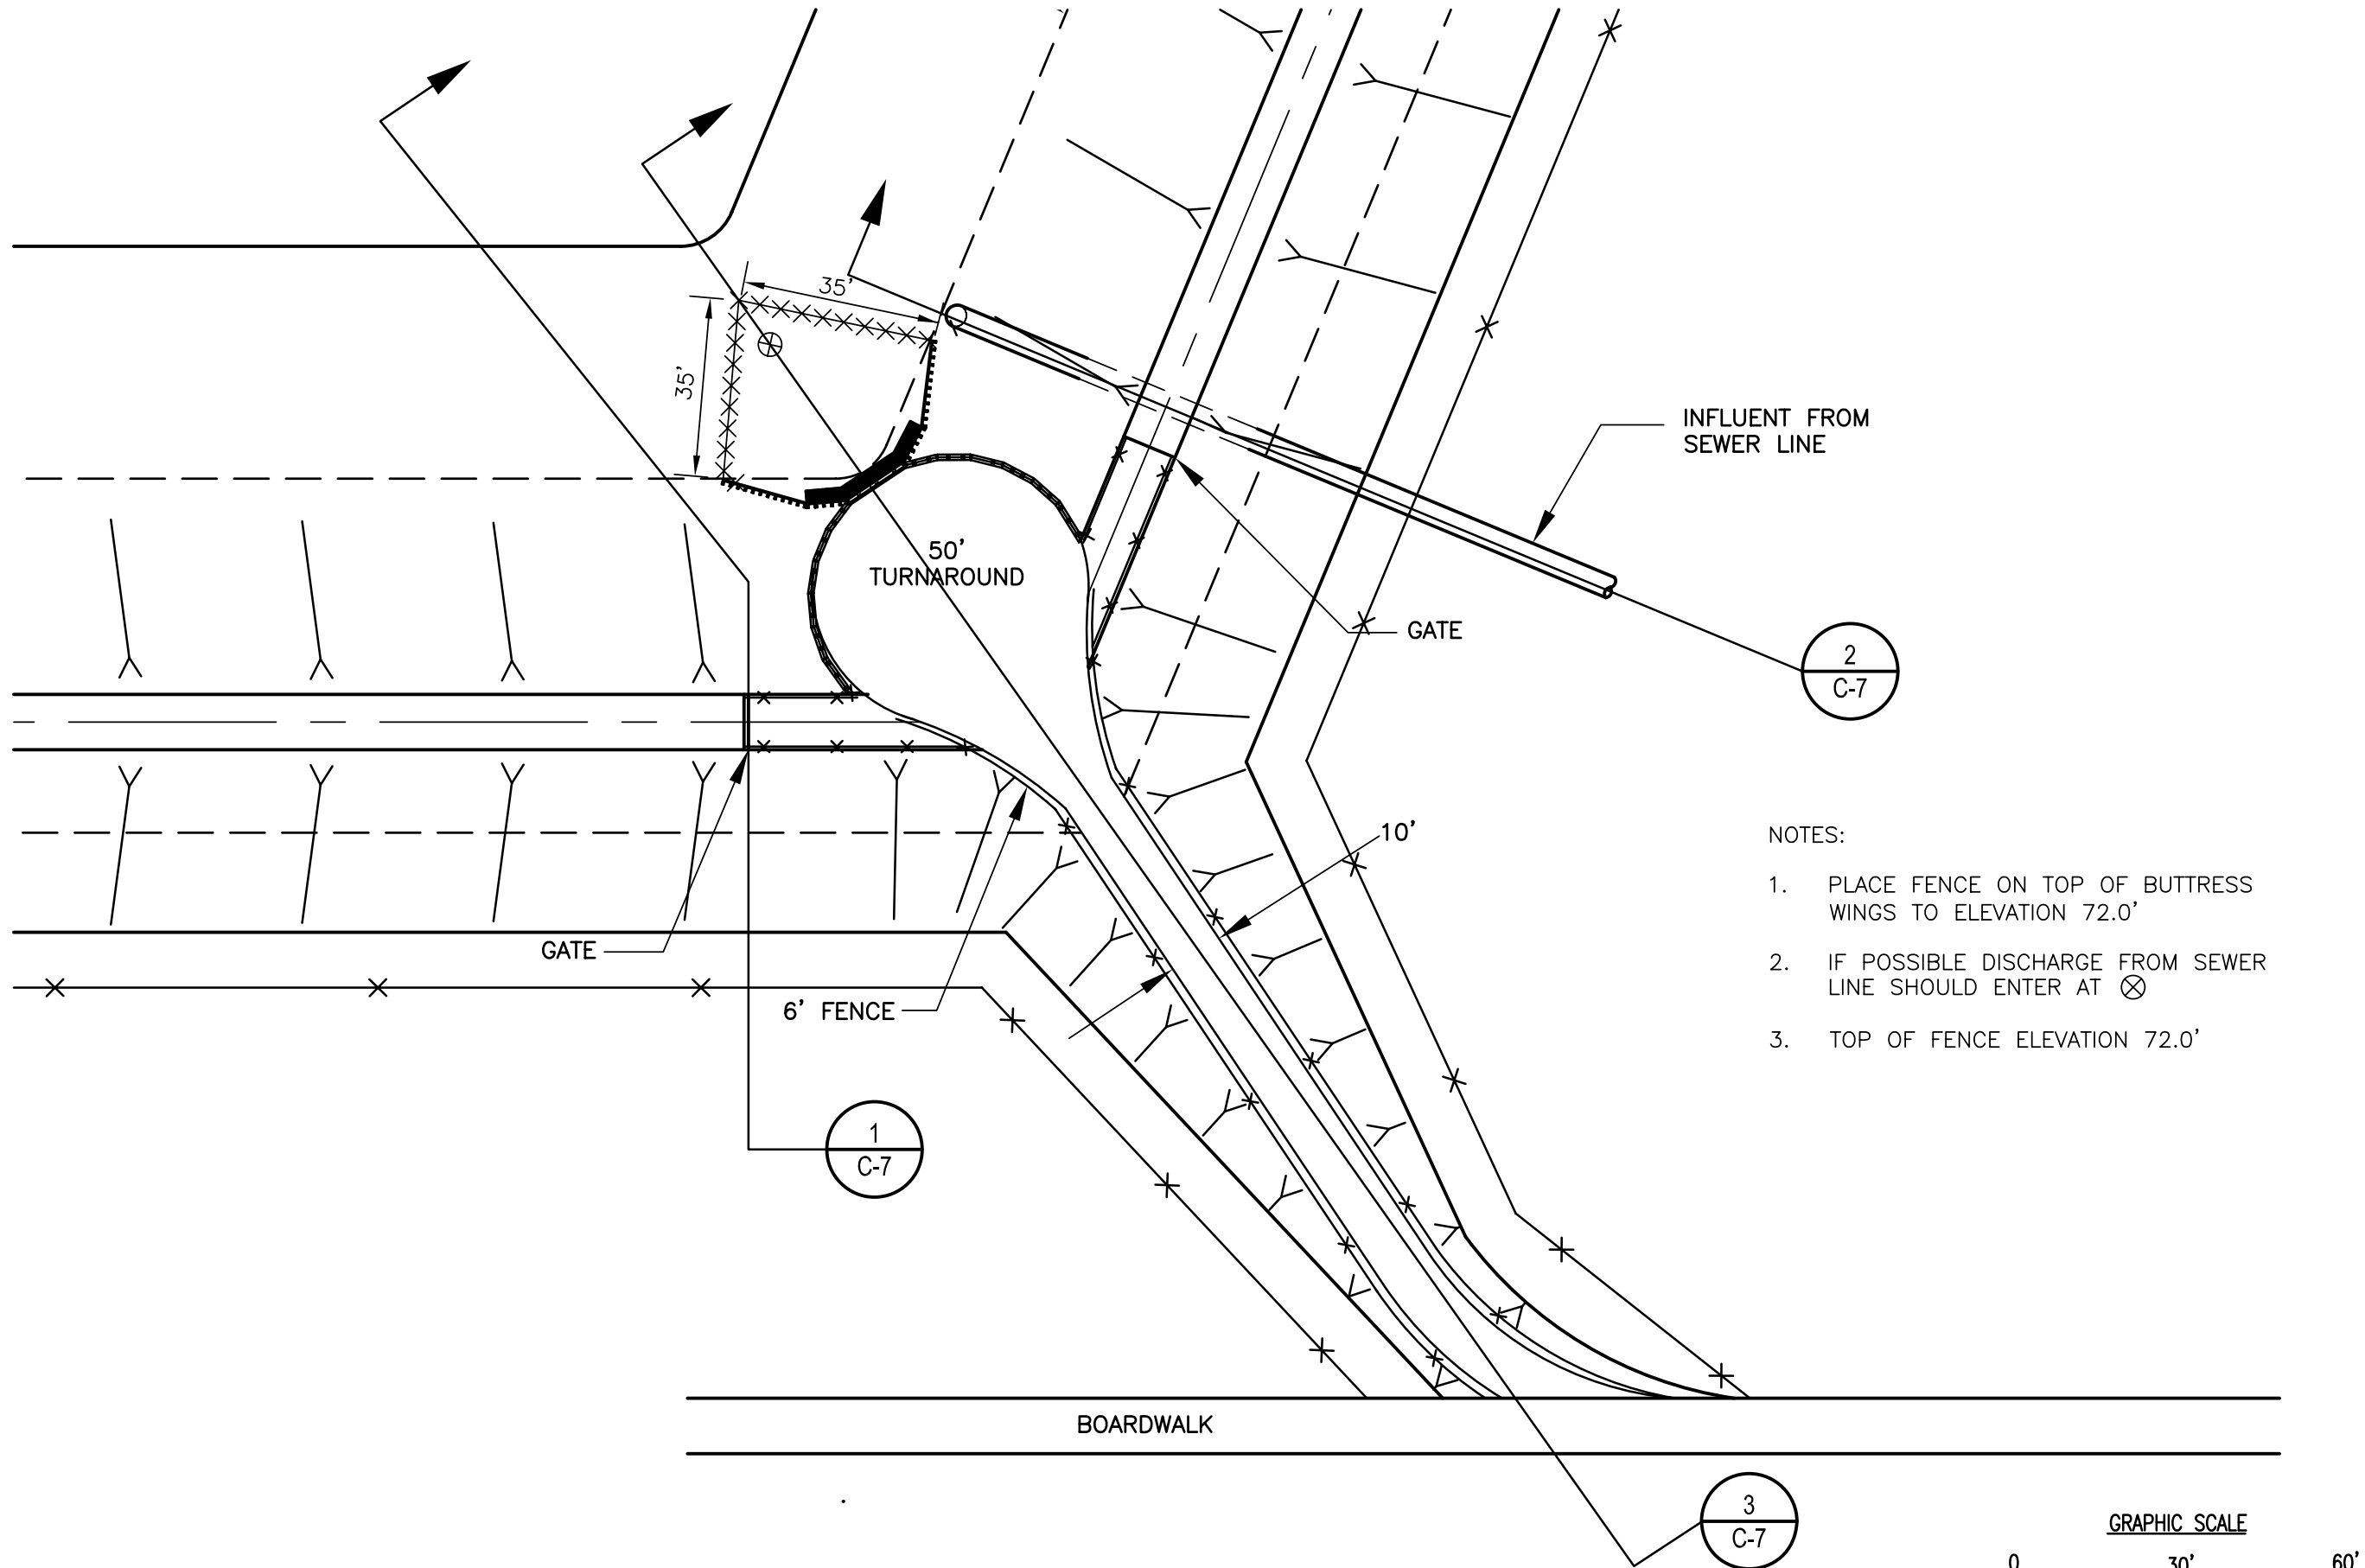 35'
35'
INFLUENT FROM
SEWER LINE
50'
TURNAROUND
GATE
2
C-7
10'
NOTES:
1. PLACE FENCE ON TOP OF BUTTRESS
WINGS TO ELEVATION 72.0'
GATE
2. IF POSSIBLE DISCHARGE FROM SEWER
LINE SHOULD ENTER AT ⊗
6' FENCE
3. TOP OF FENCE ELEVATION 72.0'
1
C-7
BOARDWALK
3
C-7
GRAPHIC SCALE
0 30' 60'